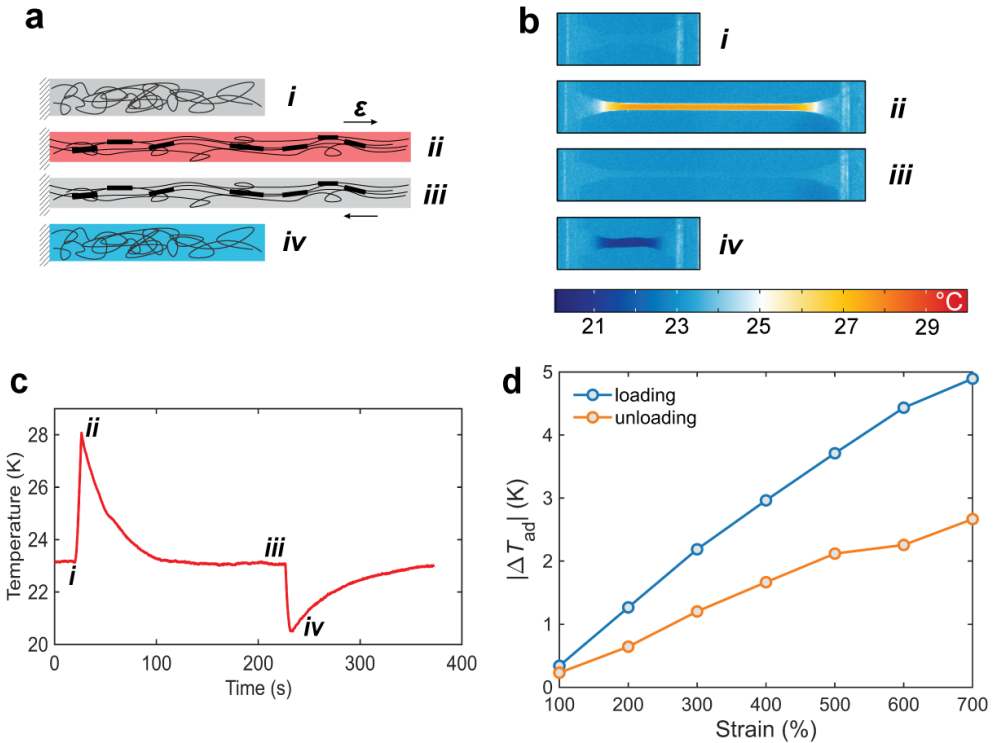 a
i
ε
ii
iii
iv
b
i
ii
iii
iv
°C
21 23 25 27 29
c
Temperature (K)
28
26
24
22
20
ii
i
iii
iv
0 100 200 300 400
Time (s)
d
|ΔTad| (K)
5
4
3
2
1
0
loading
unloading
100 200 300 400 500 600 700
Strain (%)